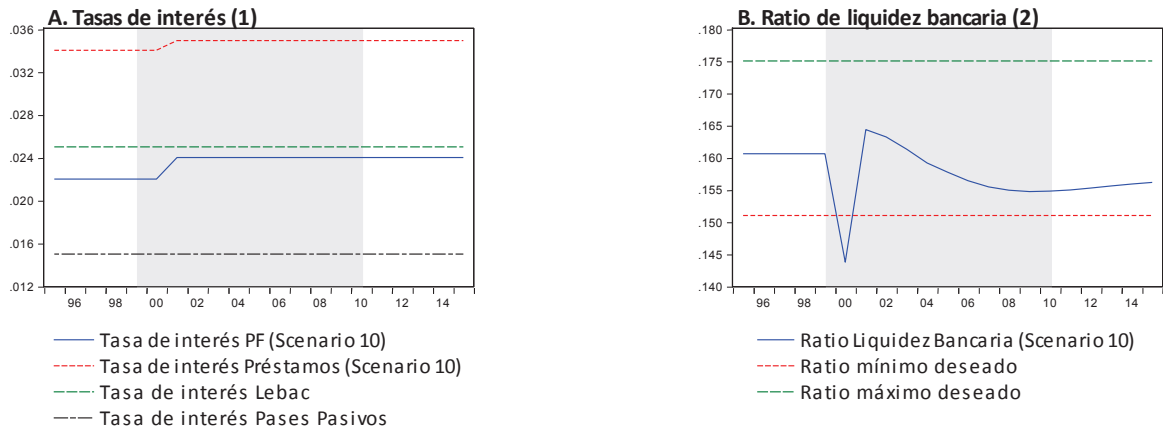 A. Tasas de interés (1)
.036
.032
.028
.024
.020
.016
.012
96 98 00 02 04 06 08 10 12 14
Tasa de interés PF (Scenario 10)
Tasa de interés Préstamos (Scenario 10)
Tasa de interés Lebac
Tasa de interés Pases Pasivos
B. Ratio de liquidez bancaria (2)
.180
.175
.170
.165
.160
.155
.150
.145
.140
96 98 00 02 04 06 08 10 12 14
Ratio Liquidez Bancaria (Scenario 10)
Ratio mínimo deseado
Ratio máximo deseado